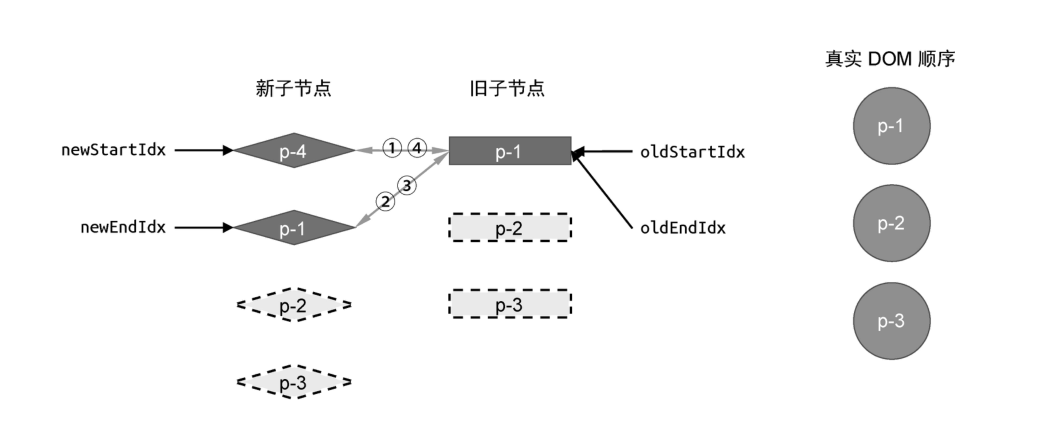 真实 DOM 顺序
新子节点
旧子节点
p-1
newStartIdx
p-4
① ④
p-1
oldStartIdx
③
②
newEndIdx
p-1
p-2
oldEndIdx
p-2
p-2
p-3
p-3
p-3